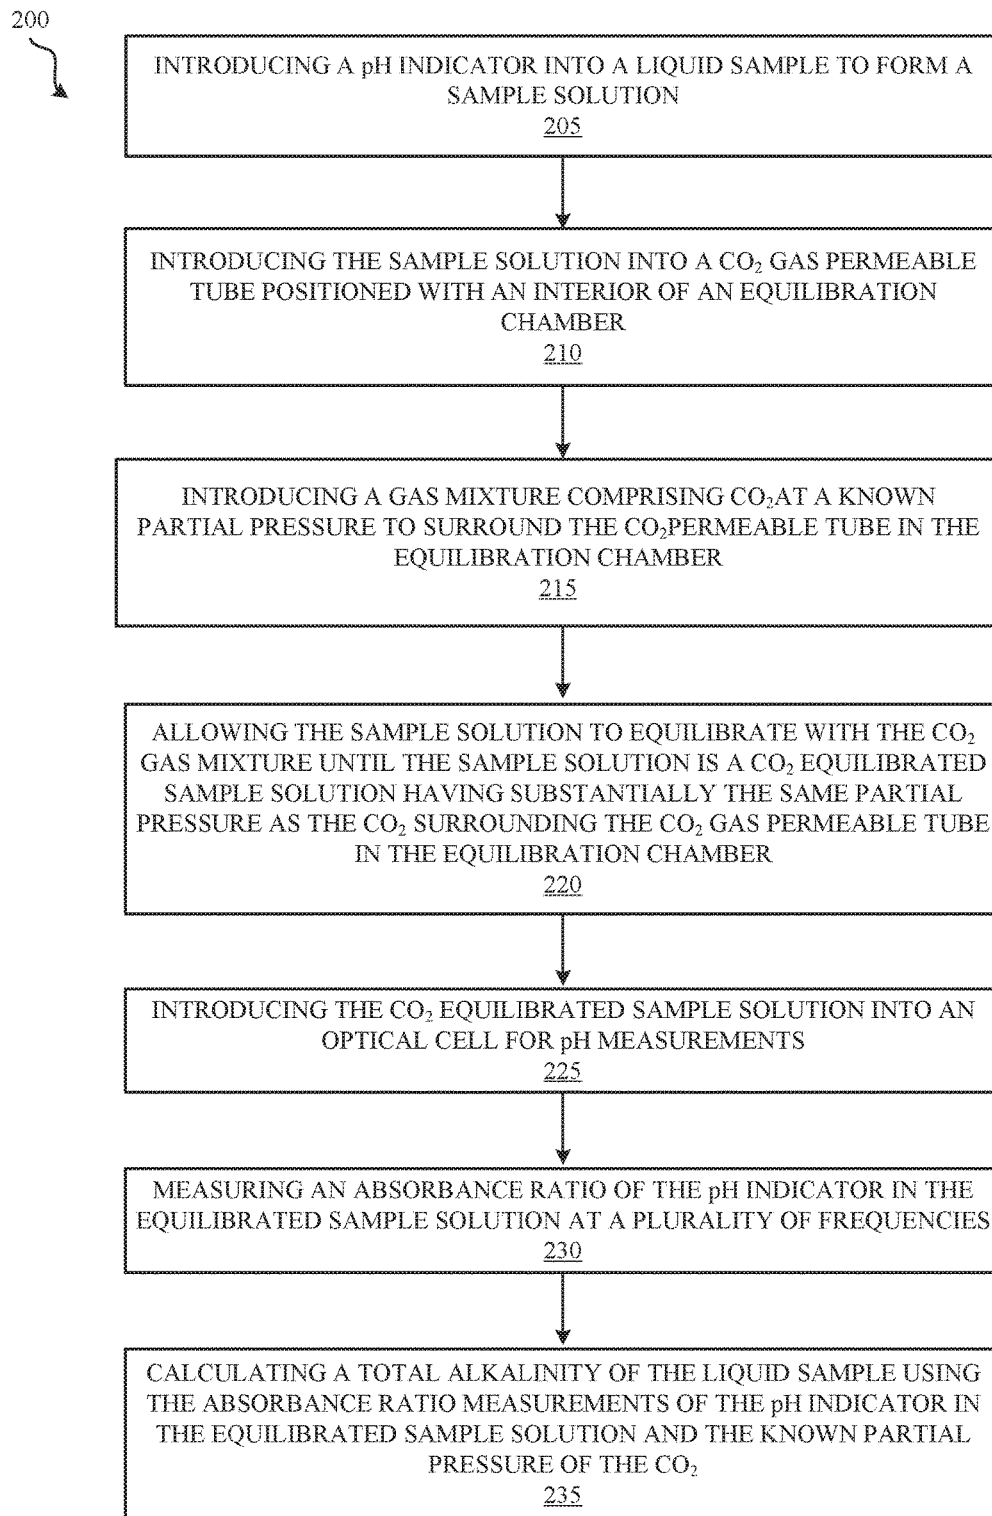 200
INTRODUCING A pH INDICATOR INTO A LIQUID SAMPLE TO FORM A
SAMPLE SOLUTION
205
INTRODUCING THE SAMPLE SOLUTION INTO A CO₂ GAS PERMEABLE
TUBE POSITIONED WITH AN INTERIOR OF AN EQUILIBRATION
CHAMBER
210
INTRODUCING A GAS MIXTURE COMPRISING CO₂AT A KNOWN
PARTIAL PRESSURE TO SURROUND THE CO₂PERMEABLE TUBE IN THE
EQUILIBRATION CHAMBER
215
ALLOWING THE SAMPLE SOLUTION TO EQUILIBRATE WITH THE CO₂
GAS MIXTURE UNTIL THE SAMPLE SOLUTION IS A CO₂ EQUILIBRATED
SAMPLE SOLUTION HAVING SUBSTANTIALLY THE SAME PARTIAL
PRESSURE AS THE CO₂ SURROUNDING THE CO₂ GAS PERMEABLE TUBE
IN THE EQUILIBRATION CHAMBER
220
INTRODUCING THE CO₂ EQUILIBRATED SAMPLE SOLUTION INTO AN
OPTICAL CELL FOR pH MEASUREMENTS
225
MEASURING AN ABSORBANCE RATIO OF THE pH INDICATOR IN THE
EQUILIBRATED SAMPLE SOLUTION AT A PLURALITY OF FREQUENCIES
230
CALCULATING A TOTAL ALKALINITY OF THE LIQUID SAMPLE USING
THE ABSORBANCE RATIO MEASUREMENTS OF THE pH INDICATOR IN
THE EQUILIBRATED SAMPLE SOLUTION AND THE KNOWN PARTIAL
PRESSURE OF THE CO₂
235